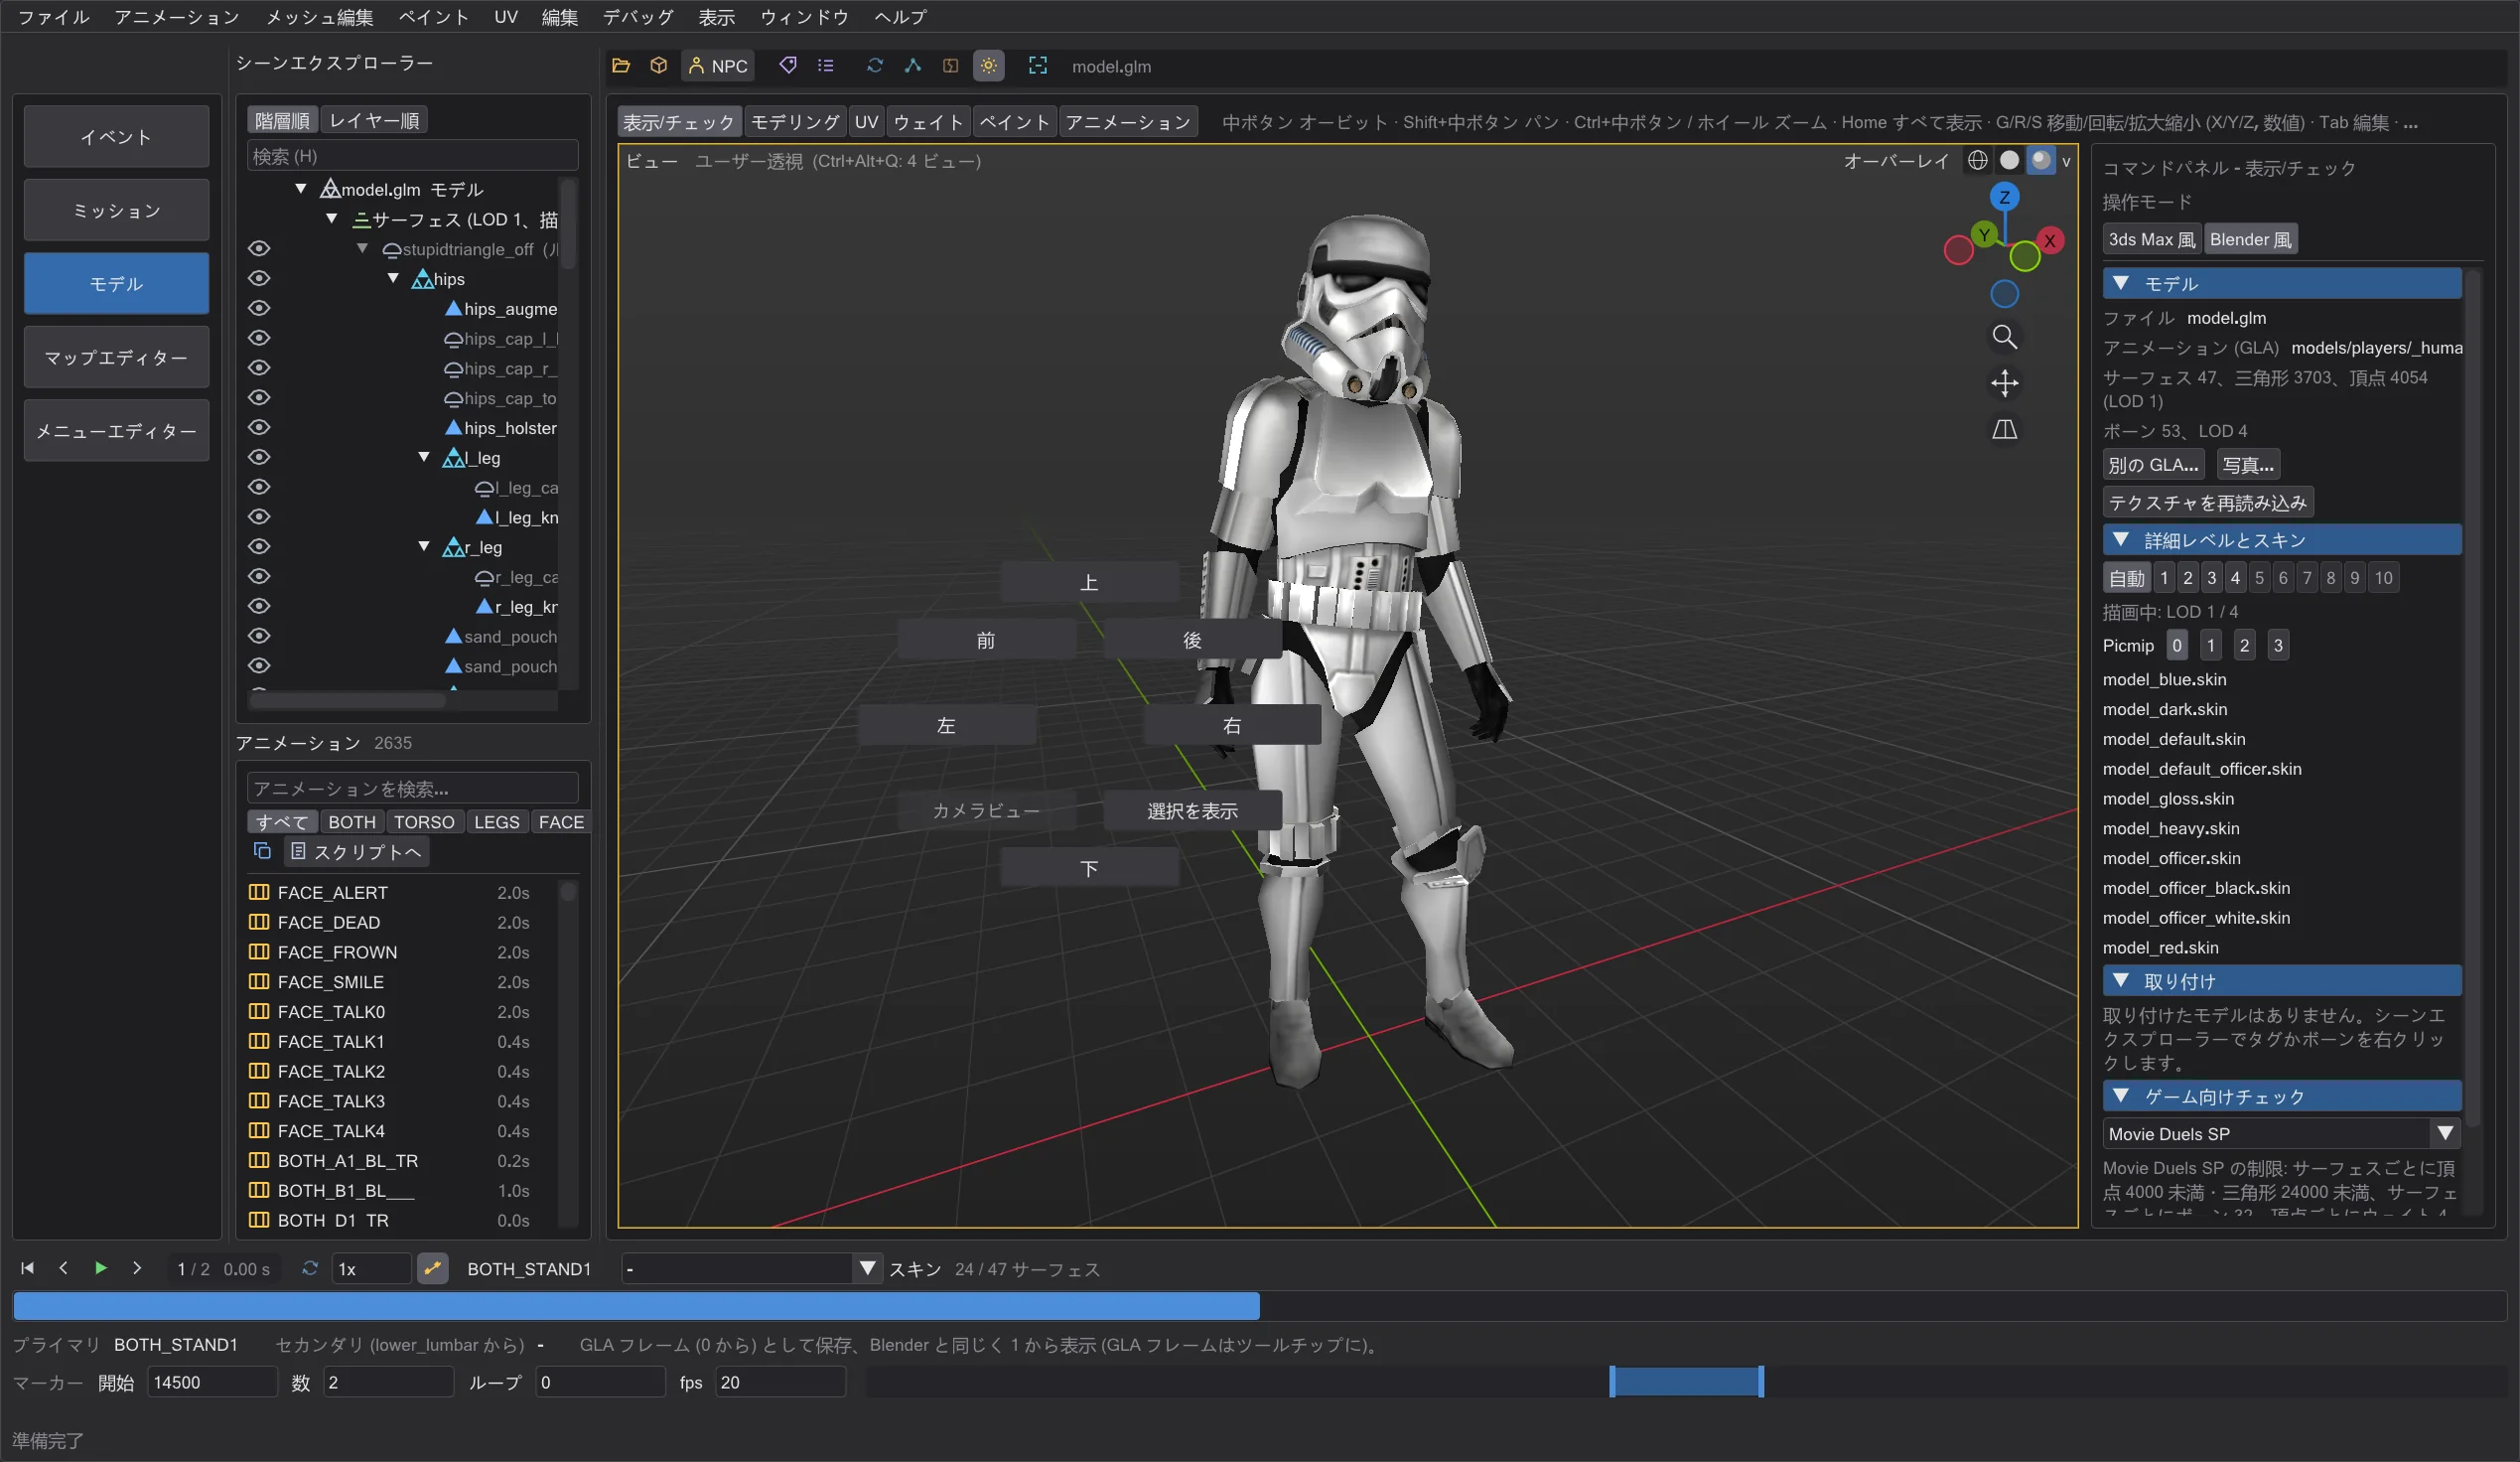 ファイル アニメーション メッシュ編集 ペイント UV 編集 デバッグ 表示 ウィンドウ ヘルプ
シーンエクスプローラー
NPC model.glm
イベント
ミッション
モデル
マップエディター
メニューエディター
階層順 レイヤー順
検索 (H)
model.glm モデル
サーフェス (LOD 1、描
stupidtriangle_off
hips
hips_augme
hips_cap_l_
hips_cap_r_
hips_cap_to
hips_holster
l_leg
l_leg_ca
l_leg_kn
r_leg
r_leg_ca
r_leg_kn
sand_pouch
sand_pouch
アニメーション 2635
アニメーションを検索...
すべて BOTH TORSO LEGS FACE
スクリプトへ
FACE_ALERT 2.0s
FACE_DEAD 2.0s
FACE_FROWN 2.0s
FACE_SMILE 2.0s
FACE_TALK0 2.0s
FACE_TALK1 0.4s
FACE_TALK2 0.4s
FACE_TALK3 0.4s
FACE_TALK4 0.4s
BOTH_A1_BL_TR 0.2s
BOTH_B1_BL___ 1.0s
BOTH_D1_TR 0.0s
表示/チェック モデリング UV ウェイト ペイント アニメーション 中ボタン オービット · Shift+中ボタン パン · Ctrl+中ボタン / ホイール ズーム · Home すべて表示 · G/R/S 移動/回転/拡大縮小 (X/Y/Z, 数値) · Tab 編集 · ...
ビュー ユーザー透視 (Ctrl+Alt+Q: 4 ビュー) オーバーレイ v
Z
Y X
上
前 後
左 右
カメラビュー 選択を表示
下
コマンドパネル - 表示/チェック
操作モード
3ds Max 風 Blender 風
モデル
ファイル model.glm
アニメーション (GLA) models/players/_huma
サーフェス 47、三角形 3703、頂点 4054
(LOD 1)
ボーン 53、LOD 4
別の GLA... 写真...
テクスチャを再読み込み
詳細レベルとスキン
自動 1 2 3 4 5 6 7 8 9 10
描画中: LOD 1 / 4
Picmip 0 1 2 3
model_blue.skin
model_dark.skin
model_default.skin
model_default_officer.skin
model_gloss.skin
model_heavy.skin
model_officer.skin
model_officer_black.skin
model_officer_white.skin
model_red.skin
取り付け
取り付けたモデルはありません。シーンエ
クスプローラーでタグかボーンを右クリッ
クします。
ゲーム向けチェック
Movie Duels SP
Movie Duels SP の制限: サーフェスごとに頂
点 4000 未満・三角形 24000 未満、サーフェ
スごとにボーン 32、頂点ごとにウェイト 4
1 / 2 0.00 s 1x BOTH_STAND1 - スキン 24 / 47 サーフェス
プライマリ BOTH_STAND1 セカンダリ (lower_lumbar から) - GLA フレーム (0 から) として保存、Blender と同じく 1 から表示 (GLA フレームはツールチップに)。
マーカー 開始 14500 数 2 ループ 0 fps 20
準備完了